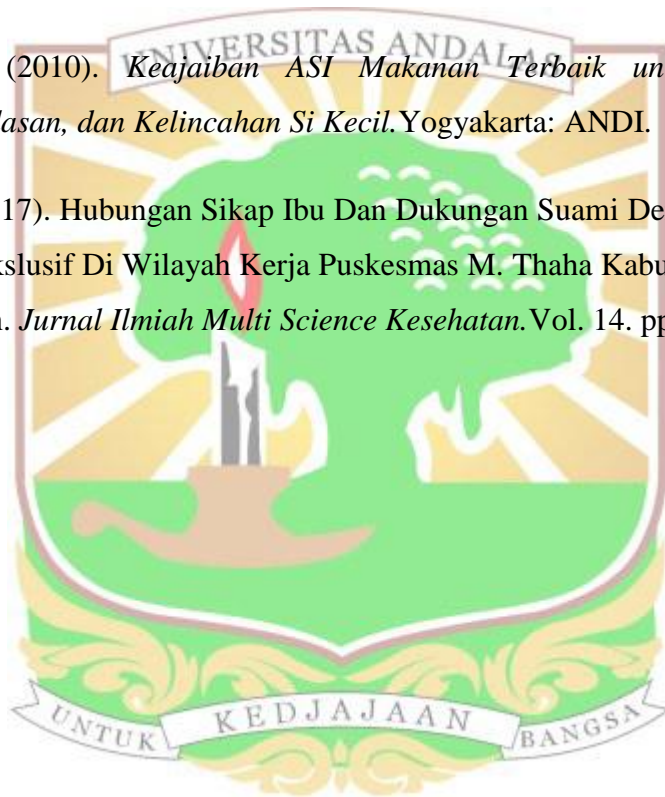 UNIVERSITAS ANDALAS
(2010). Keajaiban ASI Makanan Terbaik un
lasan, dan Kelincahan Si Kecil.Yogyakarta: ANDI.
17). Hubungan Sikap Ibu Dan Dukungan Suami De
kslusif Di Wilayah Kerja Puskesmas M. Thaha Kabu
. Jurnal Ilmiah Multi Science Kesehatan.Vol. 14. pp
UNTUK KEDJAJAAN BANGSA